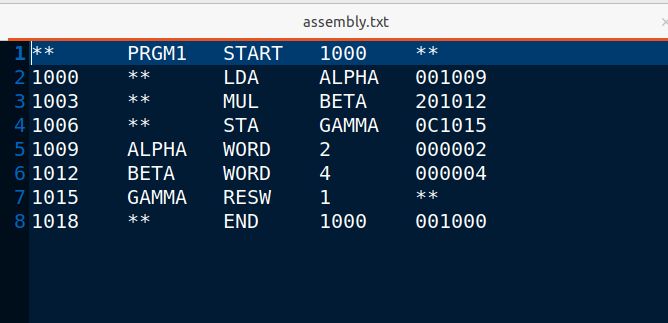 assembly.txt
1 ** PRGM1 START 1000 **
2 1000 ** LDA ALPHA 001009
3 1003 ** MUL BETA 201012
4 1006 ** STA GAMMA 0C1015
5 1009 ALPHA WORD 2 000002
6 1012 BETA WORD 4 000004
7 1015 GAMMA RESW 1 **
8 1018 ** END 1000 001000